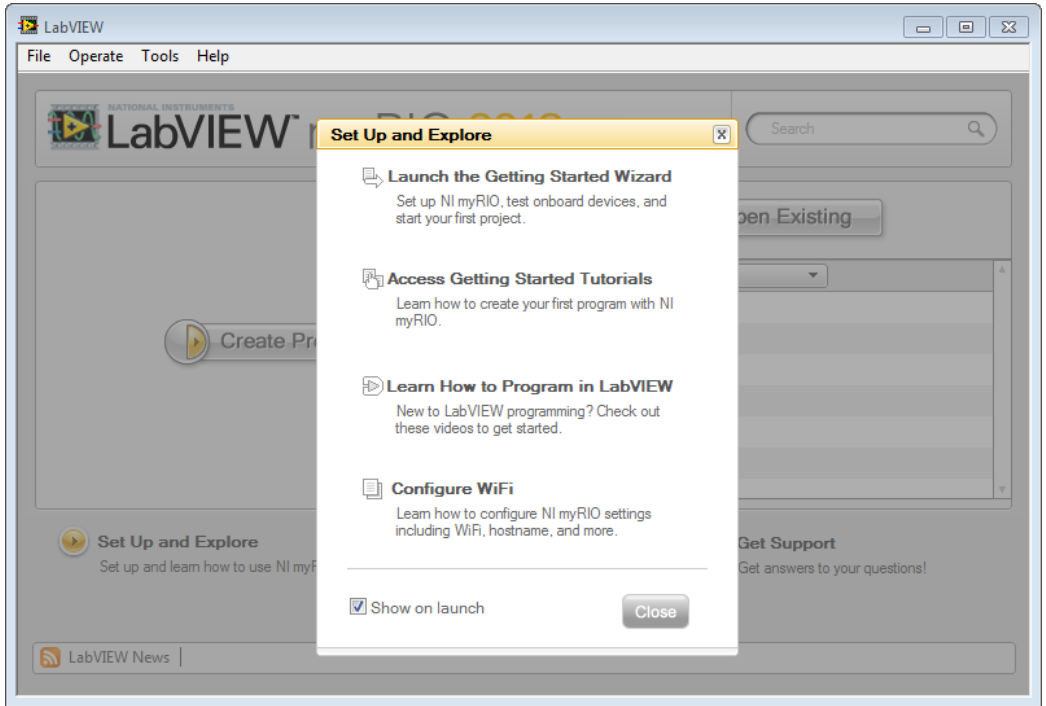 LabVIEW
File Operate Tools Help
NATIONAL INSTRUMENTS
LabVIEW™
Search
Set Up and Explore
Launch the Getting Started Wizard
Set up NI myRIO, test onboard devices, and
start your first project.
Access Getting Started Tutorials
Learn how to create your first program with NI
myRIO.
Learn How to Program in LabVIEW
New to LabVIEW programming? Check out
these videos to get started.
Configure WiFi
Learn how to configure NI myRIO settings
including WiFi, hostname, and more.
Show on launch
Close
Create Pr
pen Existing
Set Up and Explore
Set up and learn how to use NI myR
Get Support
Get answers to your questions!
LabVIEW News